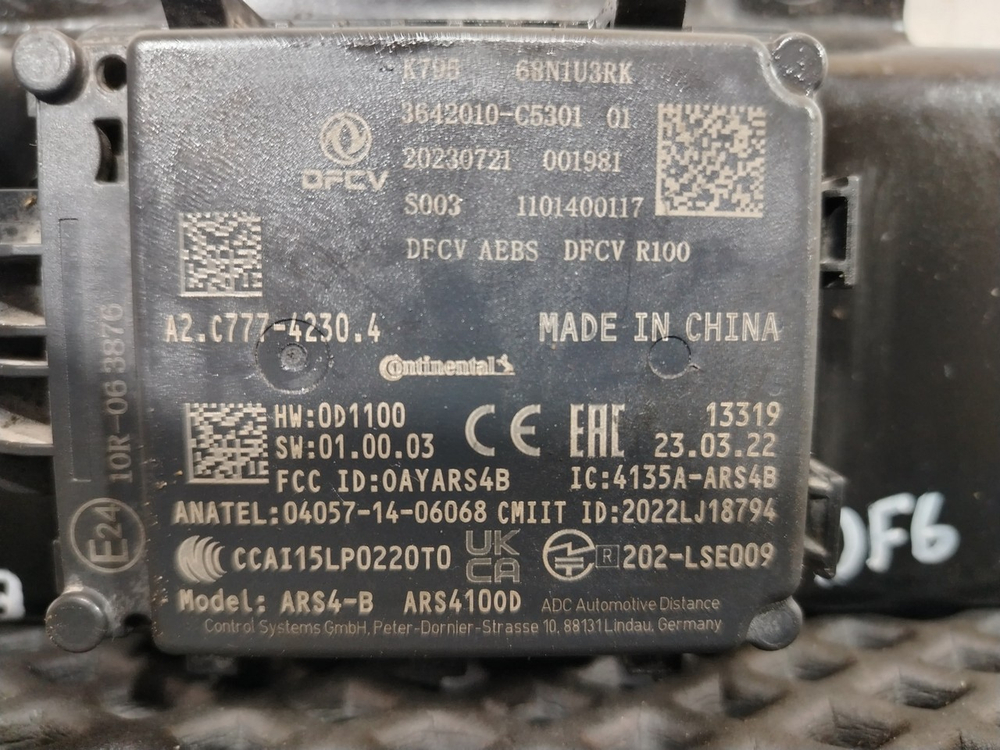 K79B 68N1U3RK
3642010-C5301 01
20230721 001981
S003 1101400117
DFCV
DFCV AEBS DFCV R100
A2.C777-4230.4
MADE IN CHINA
Continental
HW:0D1100
SW:01.00.03
CE
EAC
13319
23.03.22
FCC ID:OAYARS4B
IC:4135A-ARS4B
ANATEL:04057-14-06068 CMIIT ID:2022LJ18794
CCAI15LP0220T0
UK
CA
R 202-LSE009
Model: ARS4-B ARS4100D ADC Automotive Distance
Control Systems GmbH, Peter-Dornier-Strasse 10, 88131 Lindau, Germany
10R-06 3876
E24
DF6